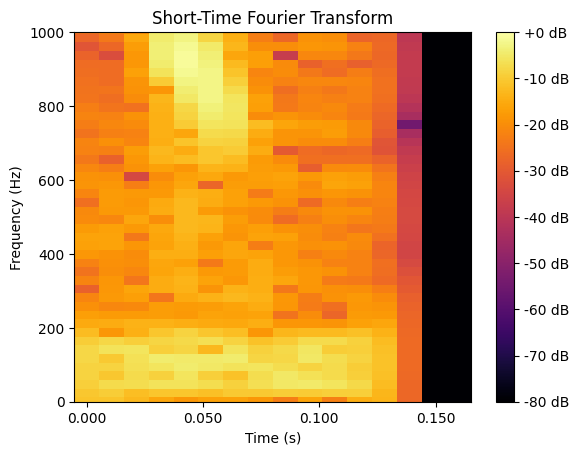 Short-Time Fourier Transform
Frequency (Hz)
1000
800
600
400
200
0
0.000
0.050
0.100
0.150
Time (s)
+0 dB
-10 dB
-20 dB
-30 dB
-40 dB
-50 dB
-60 dB
-70 dB
-80 dB